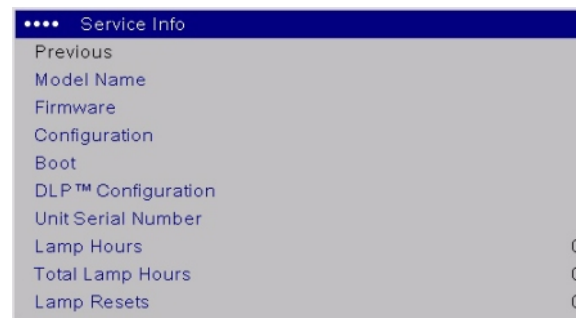 •••• Service Info
Previous
Model Name
Firmware
Configuration
Boot
DLP™ Configuration
Unit Serial Number
Lamp Hours
Total Lamp Hours
Lamp Resets